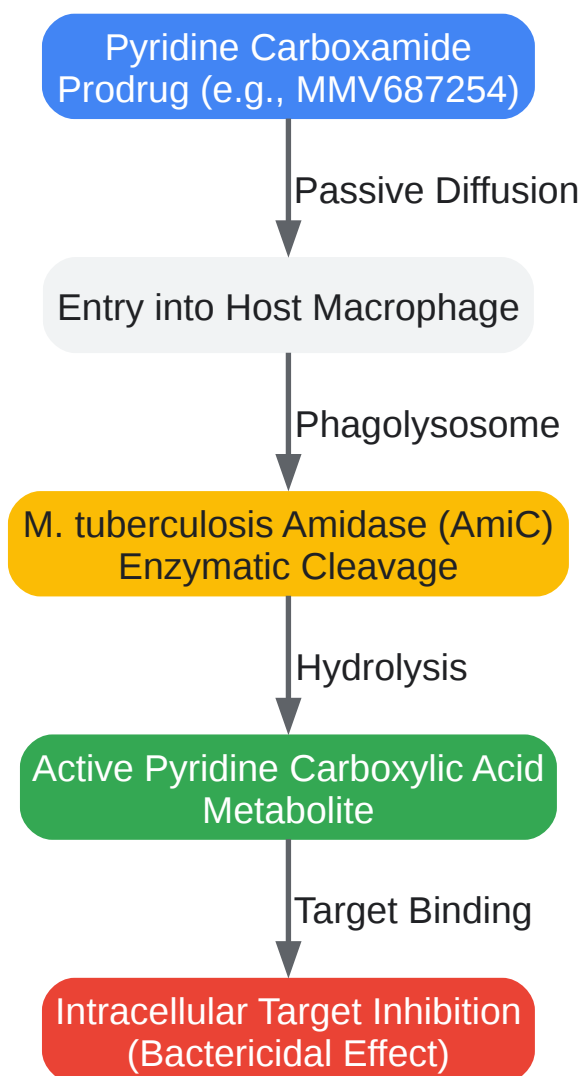 Pyridine Carboxamide
Prodrug (e.g., MMV687254)
Passive Diffusion
Entry into Host Macrophage
Phagolysosome
M. tuberculosis Amidase (AmiC)
Enzymatic Cleavage
Hydrolysis
Active Pyridine Carboxylic Acid
Metabolite
Target Binding
Intracellular Target Inhibition
(Bactericidal Effect)